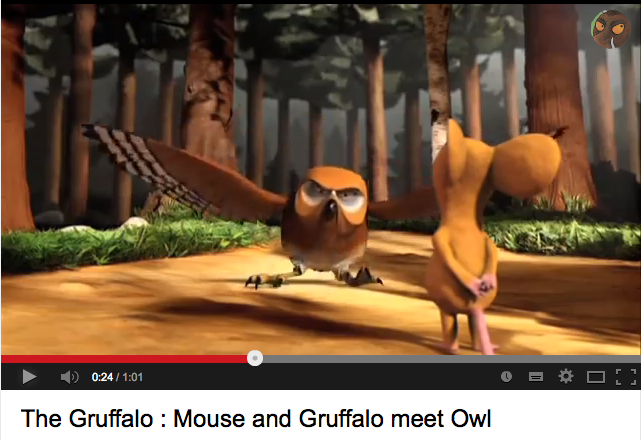 0:24 / 1:01
The Gruffalo : Mouse and Gruffalo meet Owl